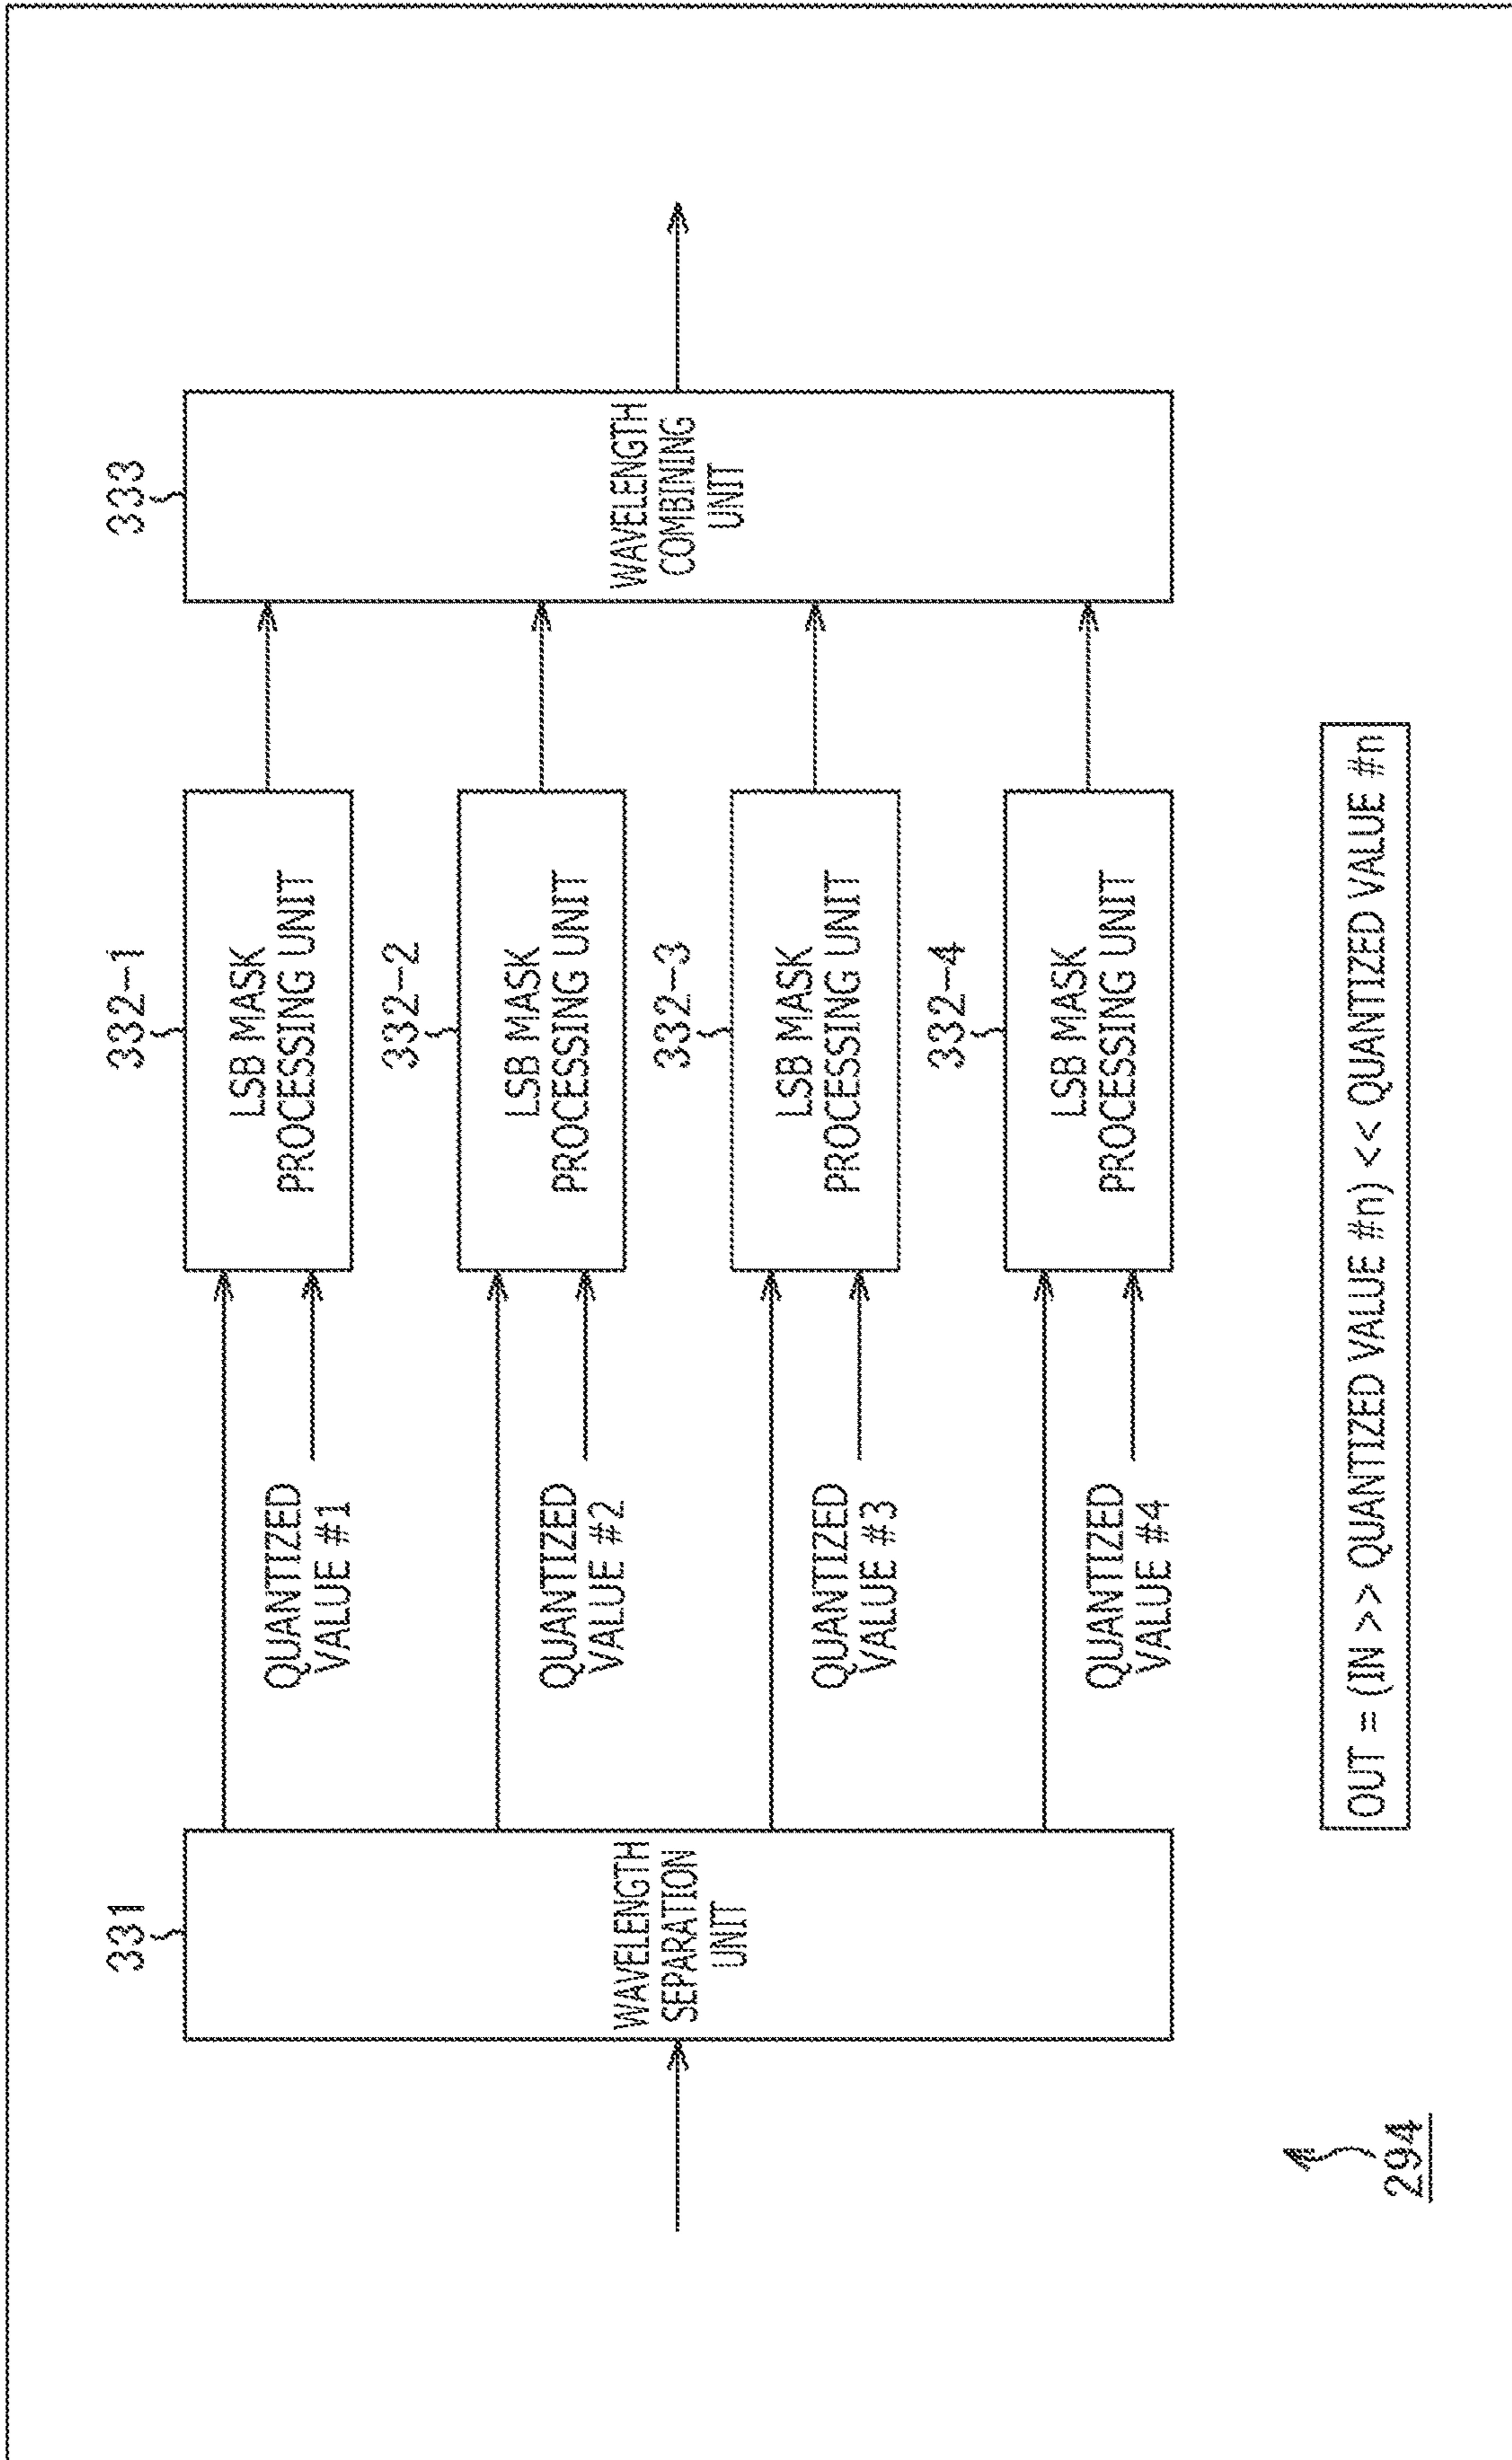 331
WAVELENGTH
SEPARATION
UNIT
QUANTIZED
VALUE #1
QUANTIZED
VALUE #2
QUANTIZED
VALUE #3
QUANTIZED
VALUE #4
332-1
LSB MASK
PROCESSING UNIT
332-2
LSB MASK
PROCESSING UNIT
332-3
LSB MASK
PROCESSING UNIT
332-4
LSB MASK
PROCESSING UNIT
333
WAVELENGTH
COMBINING
UNIT
OUT = (IN >> QUANTIZED VALUE #n) << QUANTIZED VALUE #n
294